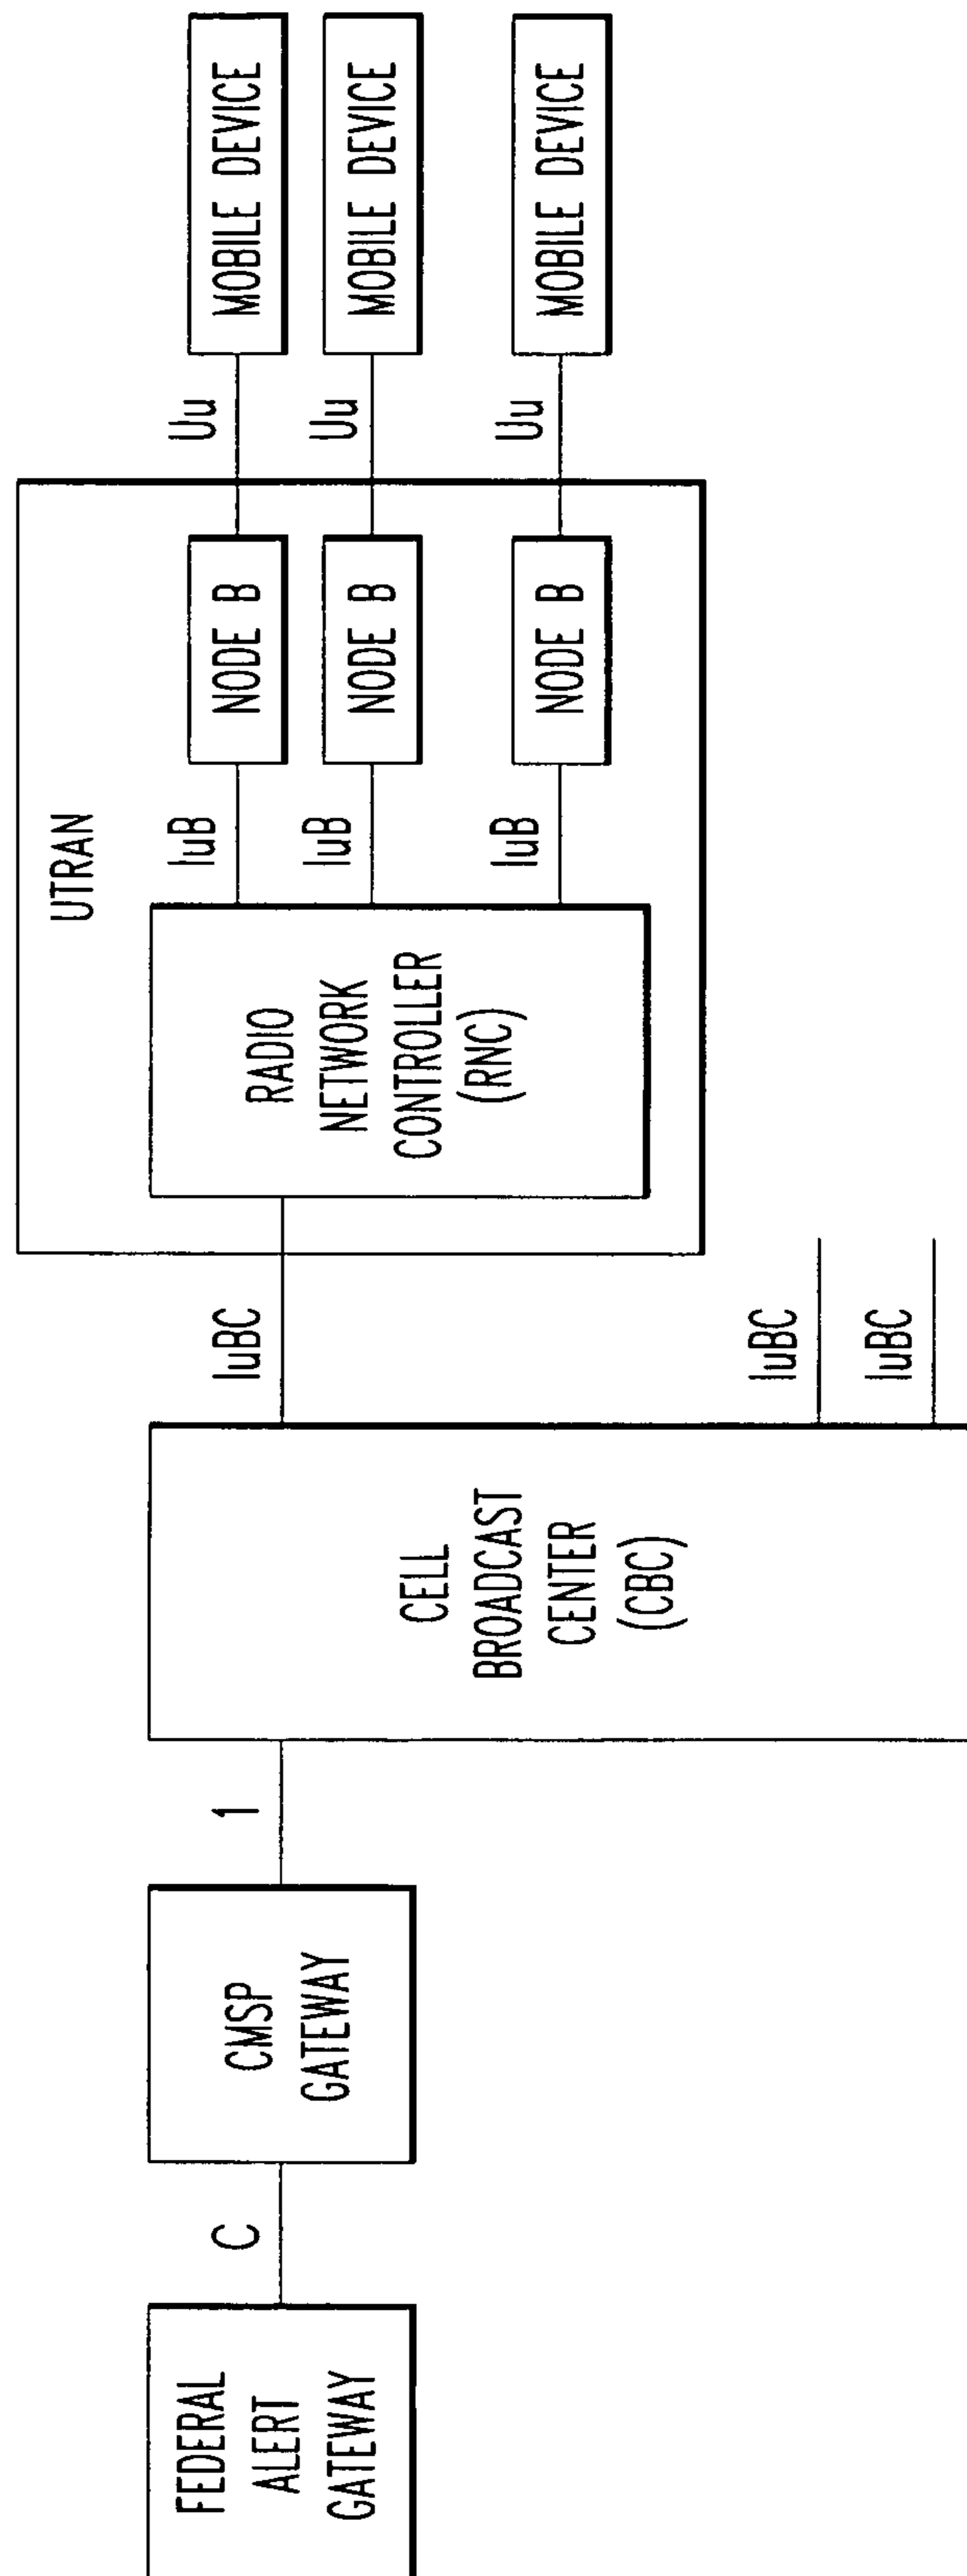 FEDERAL
ALERT
GATEWAY
C
CMSP
GATEWAY
1
CELL
BROADCAST
CENTER
(CBC)
IuBC
IuBC
IuBC
UTRAN
RADIO
NETWORK
CONTROLLER
(RNC)
IuB
IuB
IuB
NODE B
NODE B
NODE B
Uu
Uu
Uu
MOBILE DEVICE
MOBILE DEVICE
MOBILE DEVICE